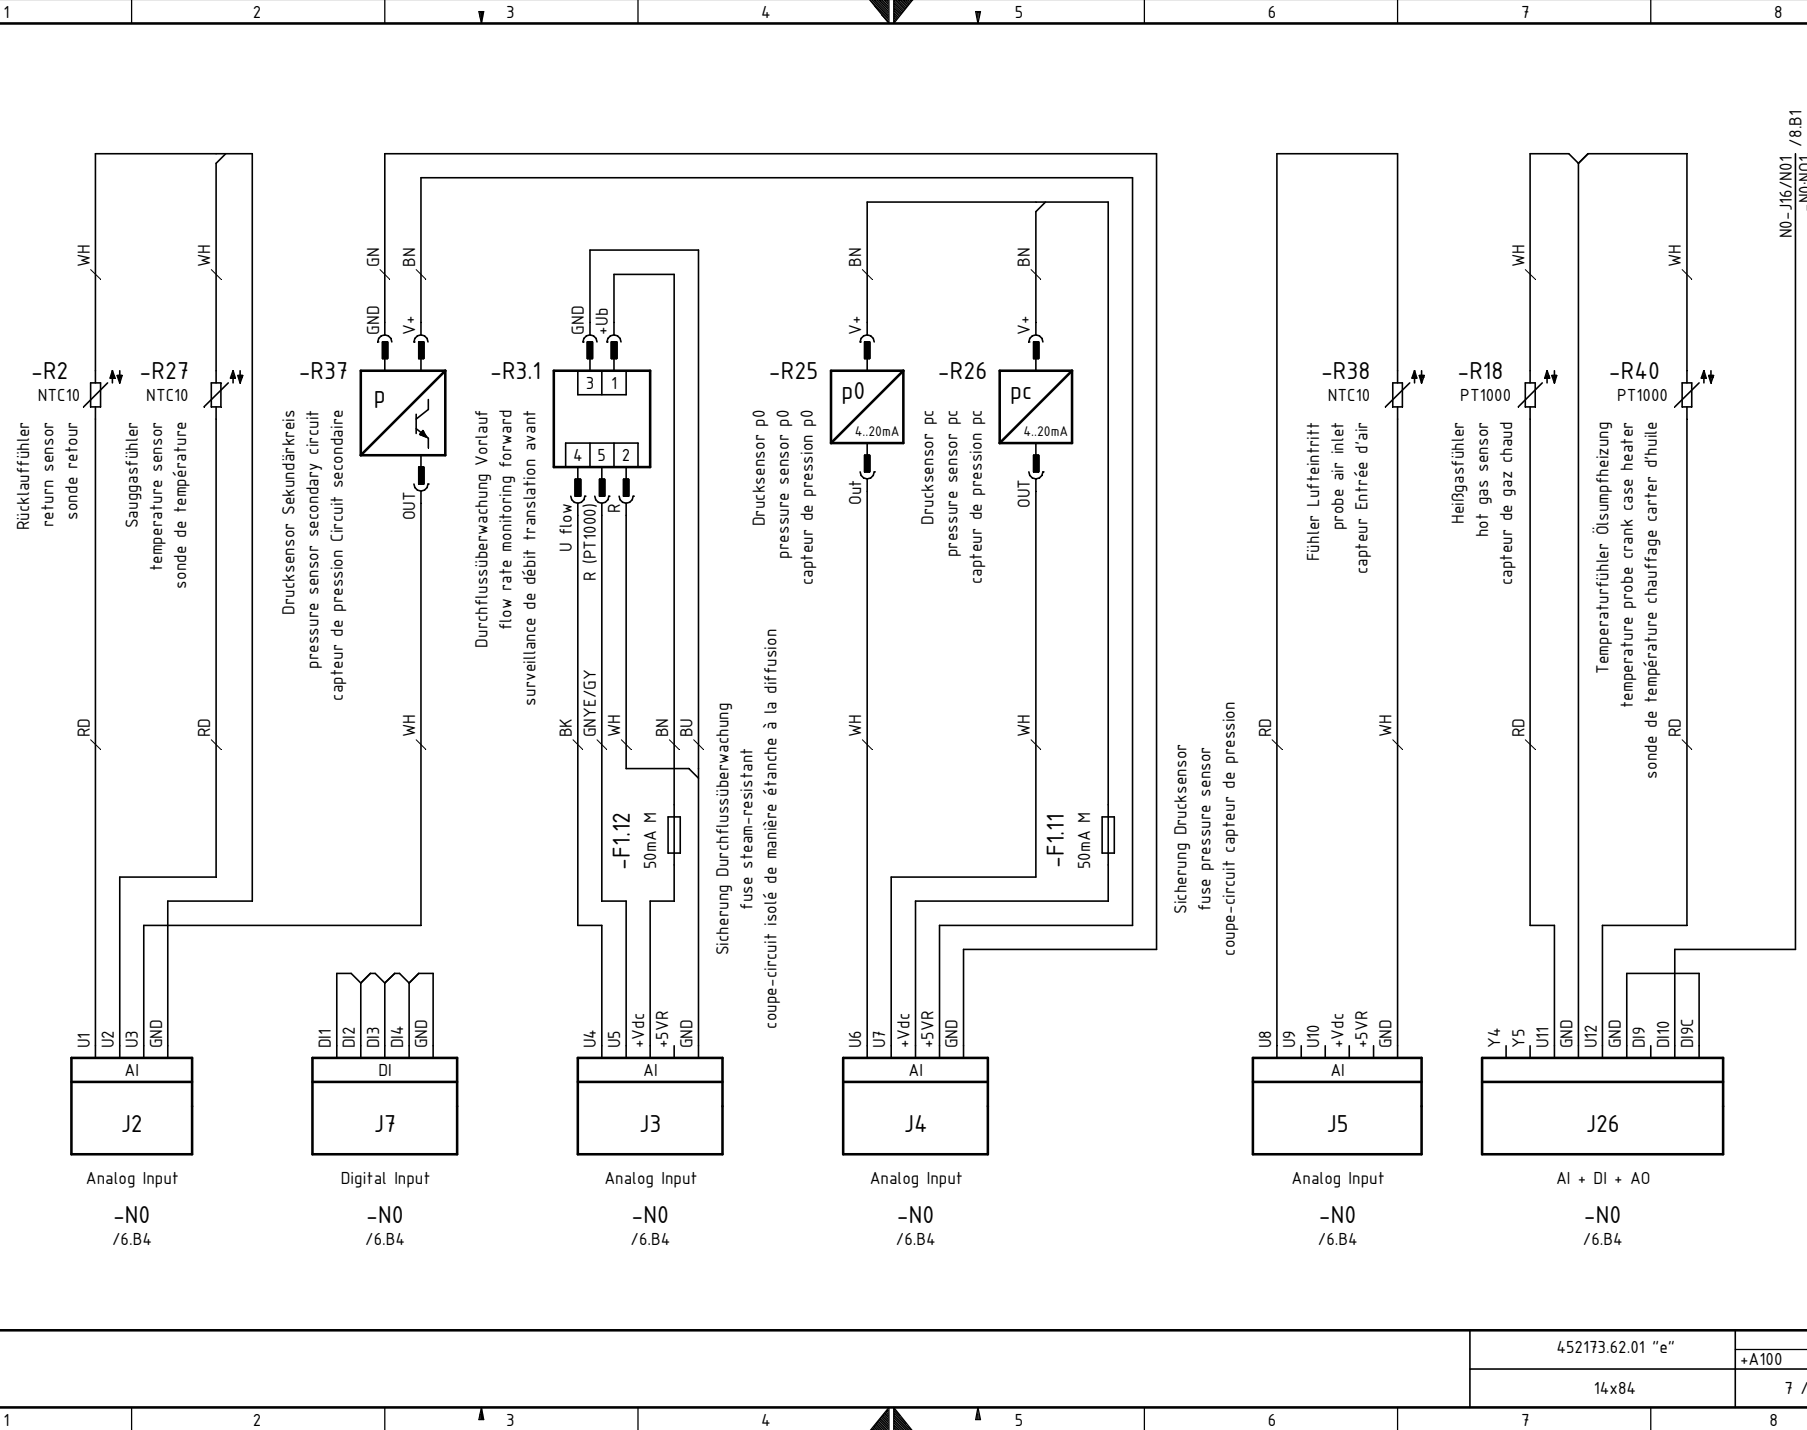 1 2 3 4 5 6 7 8
N0-J16/N01 /8.B1
WH
WH
GN
BN
BN
BN
WH
WH
GND
V+
GND
+Ub
V+
V+
-R2
NTC10
Rücklauffühler
return sensor
sonde retour
-R27
NTC10
Sauggasfühler
temperature sensor
sonde de température
-R37
p
Drucksensor Sekundärkreis
pressure sensor secondary circuit
capteur de pression Circuit secondaire
OUT
-R3.1
3 1
4 5 2
Durchflussüberwachung Vorlauf
flow rate monitoring forward
surveillance de débit translation avant
U flow
R (PT1000)
R
-R25
p0
4..20mA
Drucksensor p0
pressure sensor p0
capteur de pression p0
Out
-R26
pc
4..20mA
Drucksensor pc
pressure sensor pc
capteur de pression pc
OUT
-R38
NTC10
Fühler Lufteintritt
probe air inlet
capteur Entrée d'air
-R18
PT1000
Heißgasfühler
hot gas sensor
capteur de gaz chaud
-R40
PT1000
Temperaturfühler Ölsumpfheizung
temperature probe crank case heater
sonde de température chauffage carter d'huile
RD
RD
WH
BK
GNYE/GY
WH
BN
BU
WH
WH
RD
WH
RD
RD
-F1.12
50mA M
Sicherung Durchflussüberwachung
fuse steam-resistant
coupe-circuit isolé de manière étanche à la diffusion
-F1.11
50mA M
Sicherung Drucksensor
fuse pressure sensor
coupe-circuit capteur de pression
U1
U2
U3
GND
DI1
DI2
DI3
DI4
GND
U4
U5
+Vdc
+5VR
GND
U6
U7
+Vdc
+5VR
GND
U8
U9
U10
+Vdc
+5VR
GND
Y4
Y5
U11
GND
U12
GND
DI9
DI10
DI9C
AI
DI
AI
AI
AI
J2
J7
J3
J4
J5
J26
Analog Input
Digital Input
Analog Input
Analog Input
Analog Input
AI + DI + AO
-N0
-N0
-N0
-N0
-N0
-N0
/6.B4
/6.B4
/6.B4
/6.B4
/6.B4
/6.B4
452173.62.01 "e"
+A100
14x84
7 /
1 2 3 4 5 6 7 8